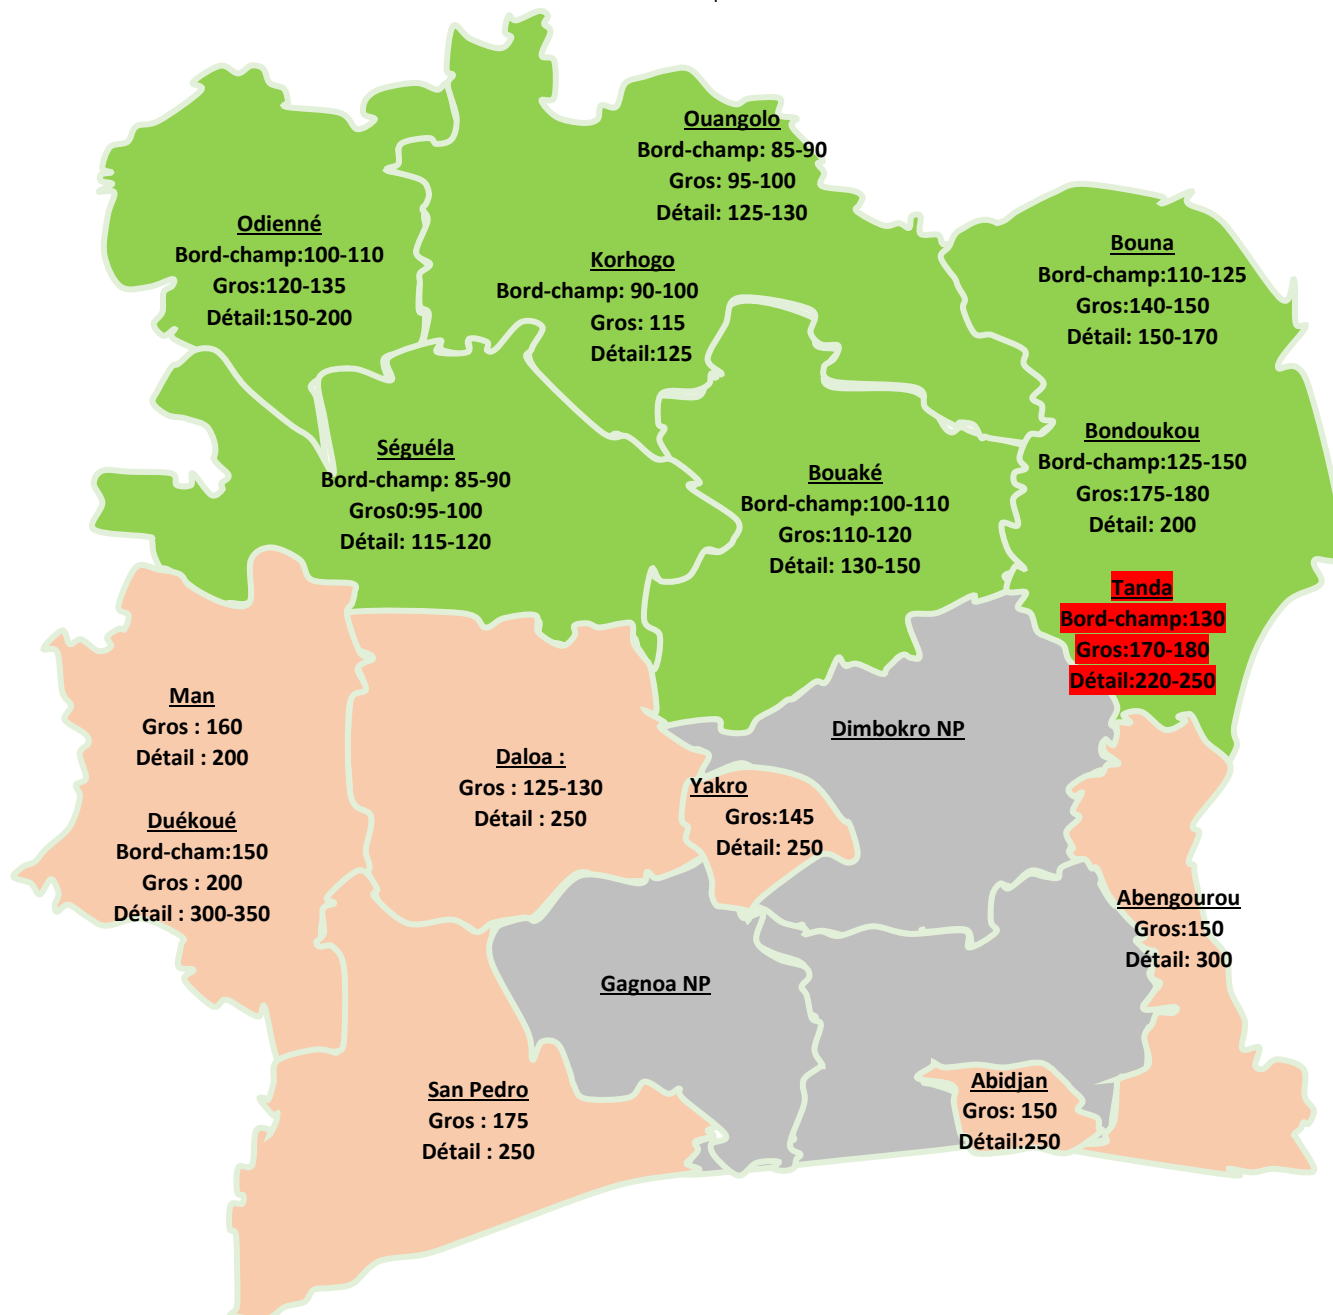 Ouangolo
Bord-champ: 85-90
Gros: 95-100
Détail: 125-130
Odienné
Bord-champ:100-110
Gros:120-135
Détail:150-200
Korhogo
Bord-champ: 90-100
Gros: 115
Détail:125
Bouna
Bord-champ:110-125
Gros:140-150
Détail: 150-170
Séguéla
Bord-champ: 85-90
Gros0:95-100
Détail: 115-120
Bouaké
Bord-champ:100-110
Gros:110-120
Détail: 130-150
Bondoukou
Bord-champ:125-150
Gros:175-180
Détail: 200
Tanda
Bord-champ:130
Gros:170-180
Détail:220-250
Man
Gros : 160
Détail : 200
Duékoué
Bord-cham:150
Gros : 200
Détail : 300-350
Daloa :
Gros : 125-130
Détail : 250
Yakro
Gros:145
Détail: 250
Dimbokro NP
Abengourou
Gros:150
Détail: 300
Gagnoa NP
San Pedro
Gros : 175
Détail : 250
Abidjan
Gros: 150
Détail:250